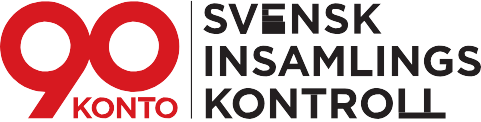 90
KONTO
SVENSK
INSAMLINGS
KONTROLL